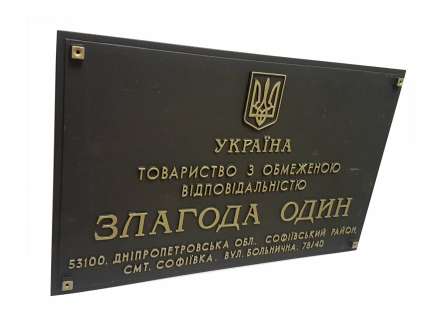 УКРАЇНА
ТОВАРИСТВО З ОБМЕЖЕНОЮ
ВІДПОВІДАЛЬНІСТЮ
ЗЛАГОДА ОДИН
53100, ДНІПРОПЕТРОВСЬКА ОБЛ., СОФІЇВСЬКИЙ РАЙОН,
СМТ. СОФІЇВКА, ВУЛ. БОЛЬНИЧНА, 78/40